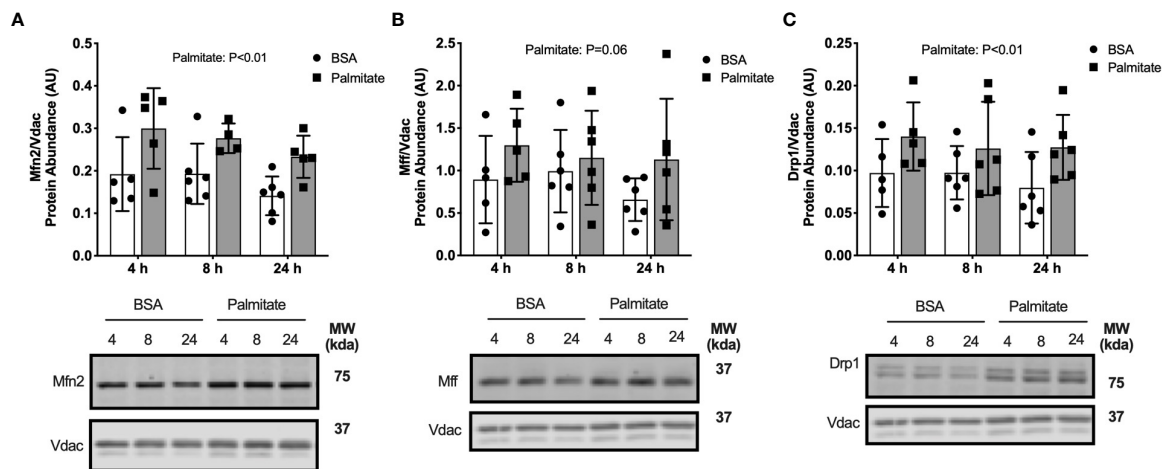 A
Mfn2/Vdac
Protein Abundance (AU)
0.5
0.4
0.3
0.2
0.1
0.0
Palmitate: P<0.01
BSA
Palmitate
4 h
8 h
24 h
BSA
Palmitate
4
8
24
4
8
24
MW
(kda)
Mfn2
75
Vdac
37
B
Mff/Vdac
Protein Abundance (AU)
2.5
2.0
1.5
1.0
0.5
0.0
Palmitate: P=0.06
BSA
Palmitate
4 h
8 h
24 h
BSA
Palmitate
4
8
24
4
8
24
MW
(kda)
Mff
37
Vdac
37
C
Drp1/Vdac
Protein Abundance (AU)
0.25
0.20
0.15
0.10
0.05
0.00
Palmitate: P<0.01
BSA
Palmitate
4 h
8 h
24 h
BSA
Palmitate
4
8
24
4
8
24
MW
(kda)
Drp1
75
Vdac
37